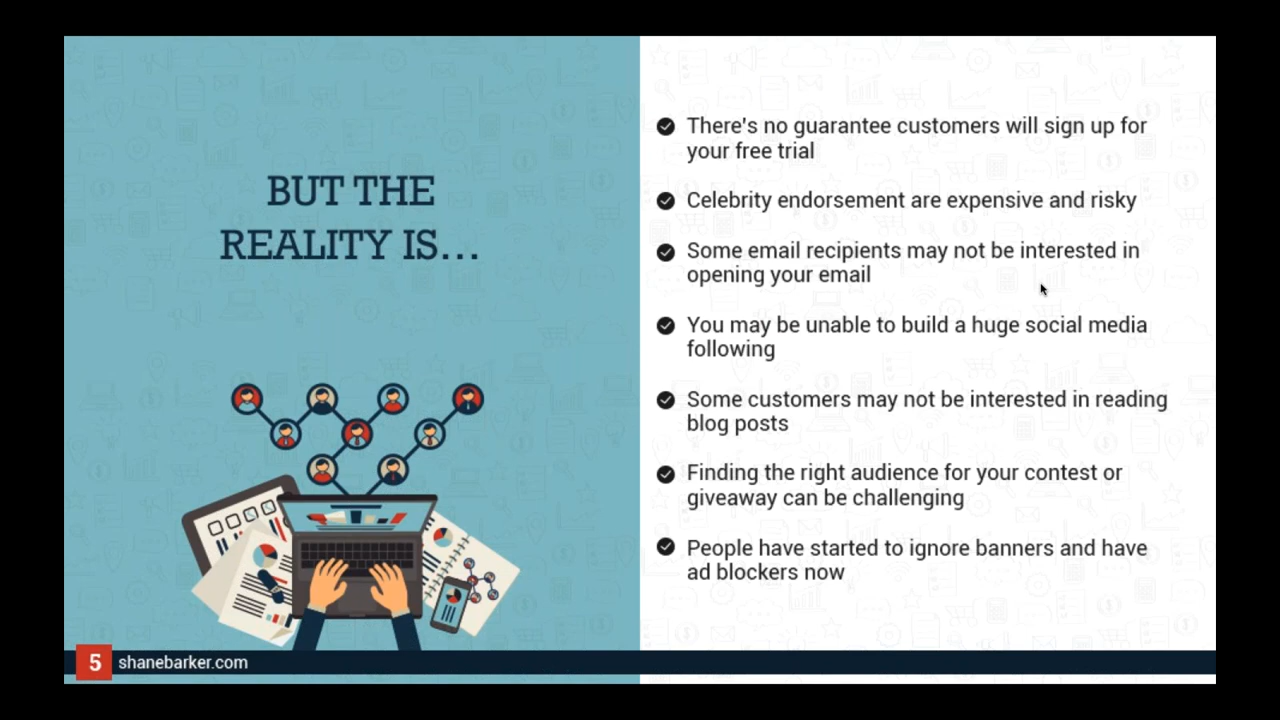 BUT THE
REALITY IS...
There's no guarantee customers will sign up for
your free trial
Celebrity endorsement are expensive and risky
Some email recipients may not be interested in
opening your email
You may be unable to build a huge social media
following
Some customers may not be interested in reading
blog posts
Finding the right audience for your contest or
giveaway can be challenging
People have started to ignore banners and have
ad blockers now
5 shanebarker.com